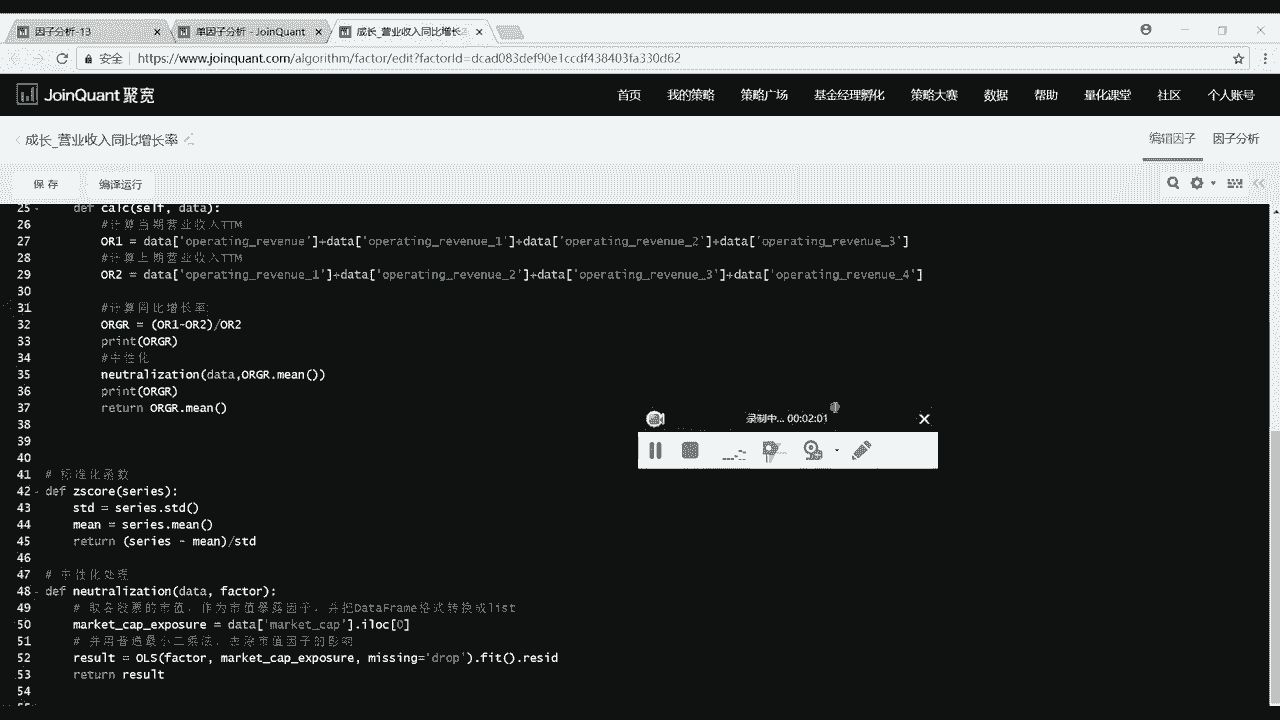 因子分析-13
单因子分析 - JoinQuant
成长_营业收入同比增长
安全
https://www.joinquant.com/algorithm/factor/edit?factorId=dcad083def90e1ccdf438403fa330d62
JoinQuant 聚宽
首页 我的策略 策略广场 基金经理孵化 策略大赛 数据 帮助 量化课堂 社区 个人账号
成长_营业收入同比增长率
编辑因子 因子分析
保 存 编译运行
25 def calc(self, data):
26 #计算当期营业收入TTM
27 OR1 = data['operating_revenue']+data['operating_revenue_1']+data['operating_revenue_2']+data['operating_revenue_3']
28 #计算上期营业收入TTM
29 OR2 = data['operating_revenue_1']+data['operating_revenue_2']+data['operating_revenue_3']+data['operating_revenue_4']
30
31 #计算同比增长率:
32 ORGR = (OR1-OR2)/OR2
33 print(ORGR)
34 #中性化
35 neutralization(data,ORGR.mean())
36 print(ORGR)
37 return ORGR.mean()
38
39
40
41 # 标准化函数
42 def zscore(series):
43 std = series.std()
44 mean = series.mean()
45 return (series - mean)/std
46
47 # 中性化处理
48 def neutralization(data, factor):
49 # 取各股票的市值，作为市值暴露因子，并把DataFrame格式转换成list
50 market_cap_exposure = data['market_cap'].iloc[0]
51 # 并用普通最小二乘法，去除市值因子的影响
52 result = OLS(factor, market_cap_exposure, missing='drop').fit().resid
53 return result
54
录制中... 00:02:01